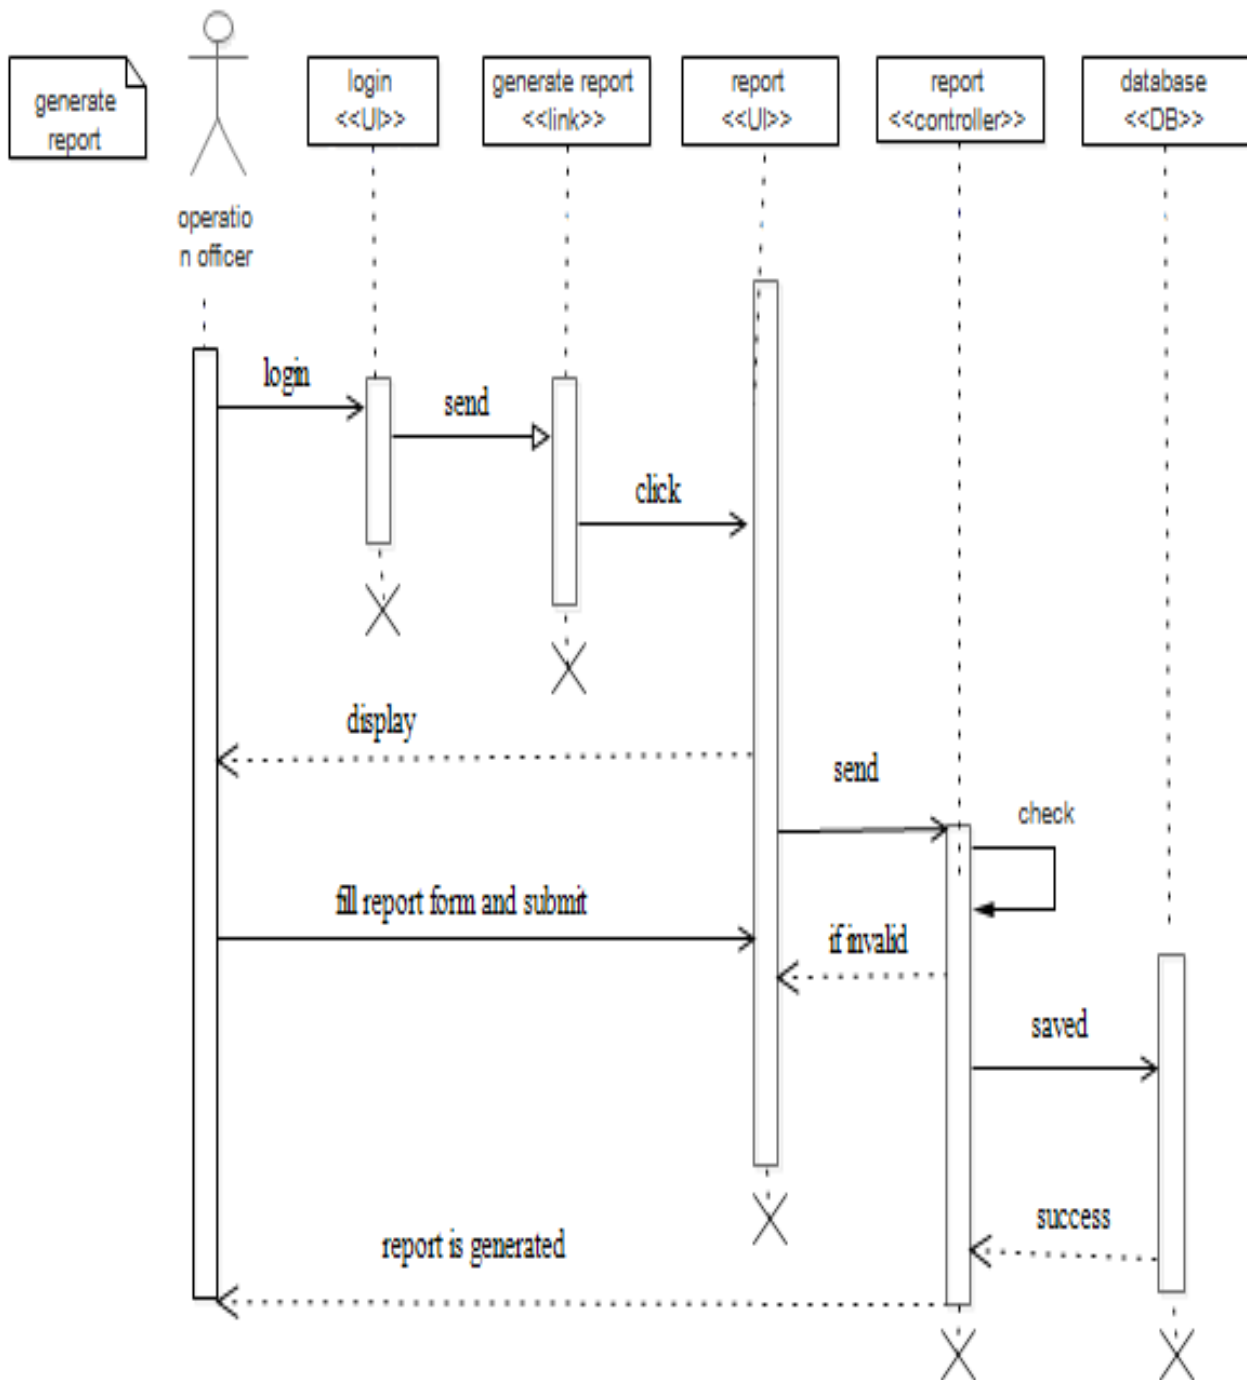 generate
report
operatio
n officer
login
<<UI>>
generate report
<<link>>
report
<<UI>>
report
<<controller>>
database
<<DB>>
login
send
click
display
send
check
fill report form and submit
if invalid
saved
success
report is generated